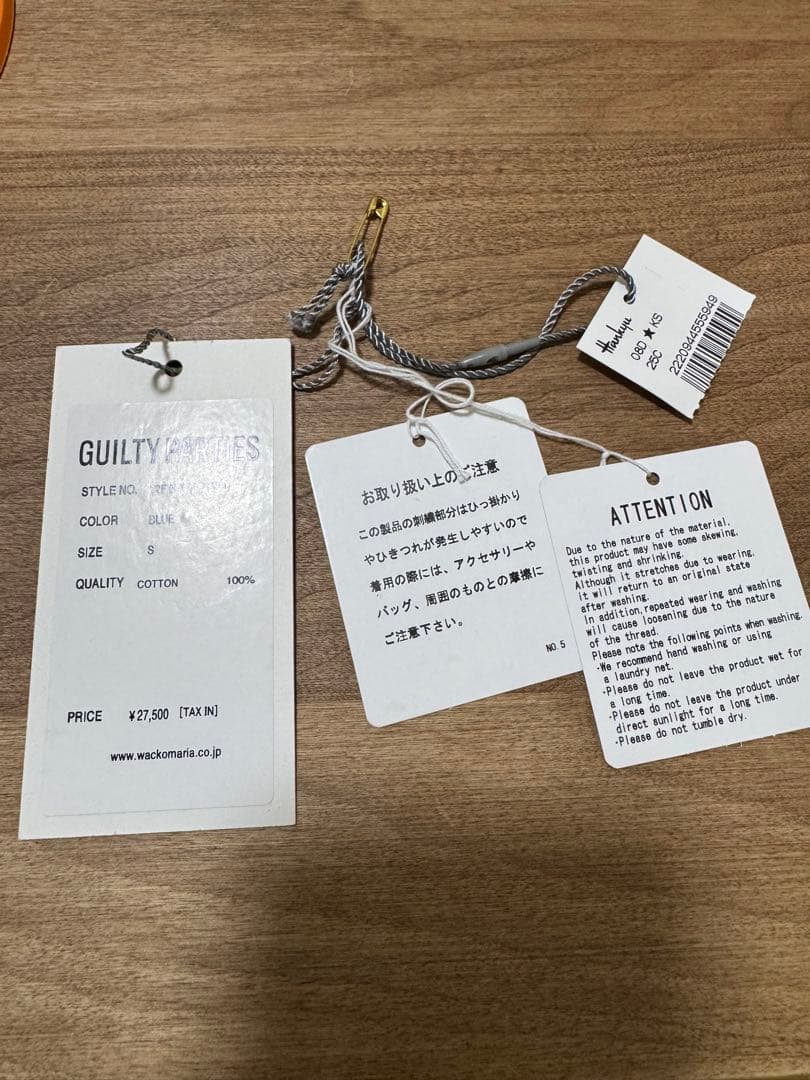 GUILTY PARTIES
STYLE NO.
COLOR BLUE
SIZE S
QUALITY COTTON 100%
PRICE ¥27,500 [TAX IN]
www.wackomaria.co.jp
お取り扱い上のご注意
この製品の刺繍部分はひっ掛かり
やひきつれが発生しやすいので
着用の際には、アクセサリーや
バッグ、周囲のものとの摩擦に
ご注意下さい。
NO.5
ATTENTION
Due to the nature of the material,
this product may have some skewing,
twisting and shrinking.
Although it stretches due to wearing,
it will return to an original state
after washing.
In addition,repeated wearing and washing
will cause loosening due to the nature
of the thread.
Please note the following points when washing.
・We recommend hand washing or using
a laundry net.
・Please do not leave the product wet for
a long time.
・Please do not leave the product under
direct sunlight for a long time.
・Please do not tumble dry.
Hankyu
08D ★ KS
25C
2220944555949